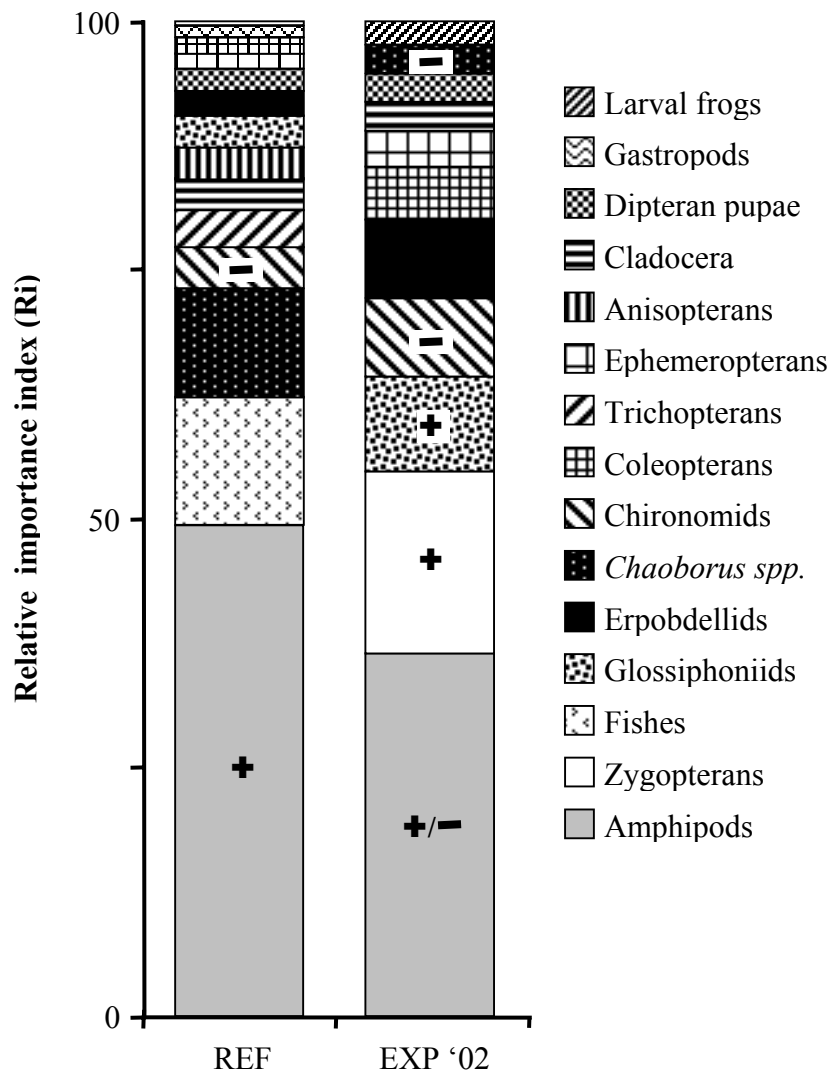 100
50
0
Relative importance index (Ri)
−
+
−
−
+
+
+/−
REF
EXP ‘02
Larval frogs
Gastropods
Dipteran pupae
Cladocera
Anisopterans
Ephemeropterans
Trichopterans
Coleopterans
Chironomids
Chaoborus spp.
Erpobdellids
Glossiphoniids
Fishes
Zygopterans
Amphipods